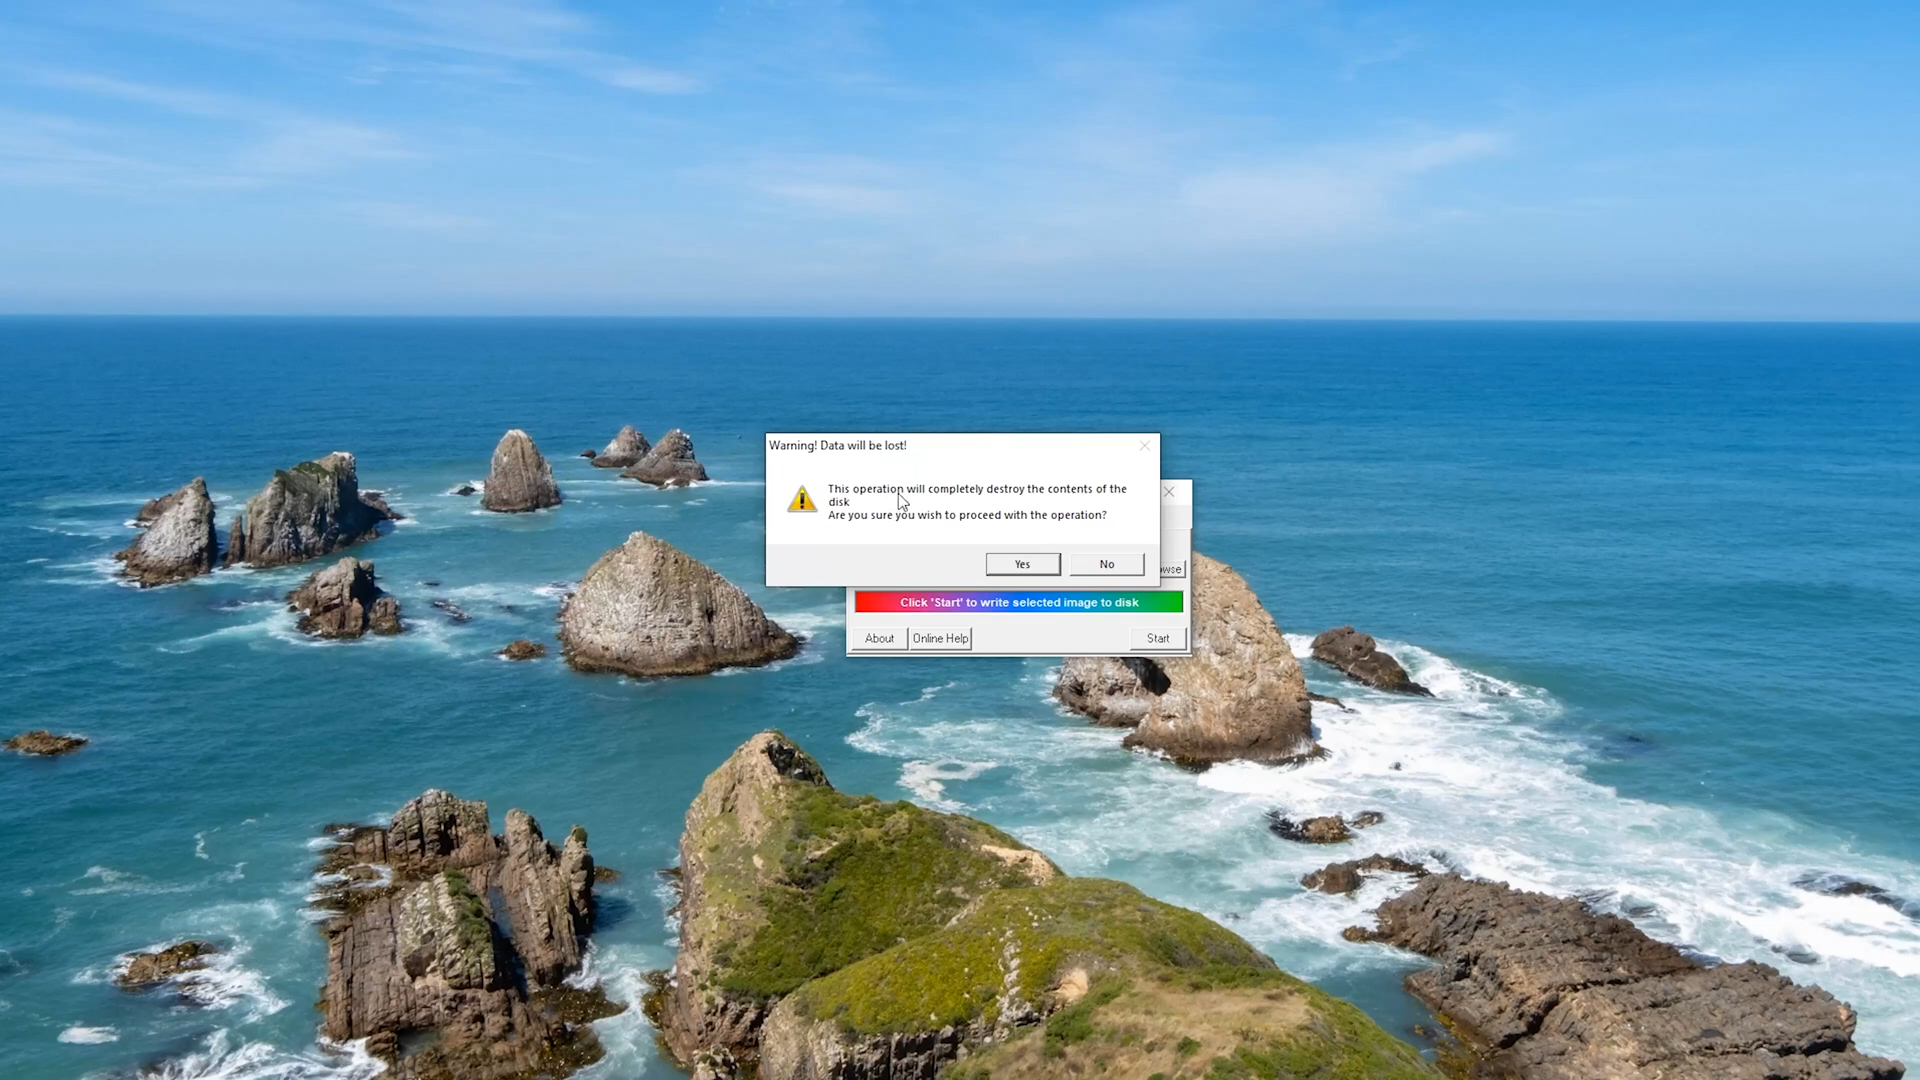 Warning! Data will be lost!
This operation will completely destroy the contents of the
disk
Are you sure you wish to proceed with the operation?
Yes
No
wse
Click 'Start' to write selected image to disk
About
Online Help
Start